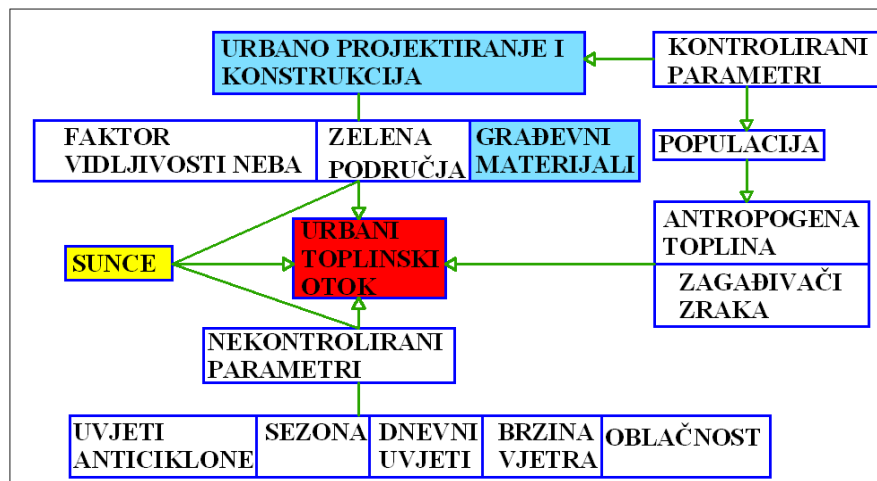 URBANO PROJEKTIRANJE I
KONSTRUKCIJA
KONTROLIRANI
PARAMETRI
FAKTOR
VIDLJIVOSTI NEBA
ZELENA
PODRUČJA
GRAĐEVNI
MATERIJALI
POPULACIJA
SUNCE
URBANI
TOPLINSKI
OTOK
ANTROPOGENA
TOPLINA
ZAGAĐIVAČI
ZRAKA
NEKONTROLIRANI
PARAMETRI
UVJETI
ANTICIKLONE
SEZONA
DNEVNI
UVJETI
BRZINA
VJETRA
OBLAČNOST